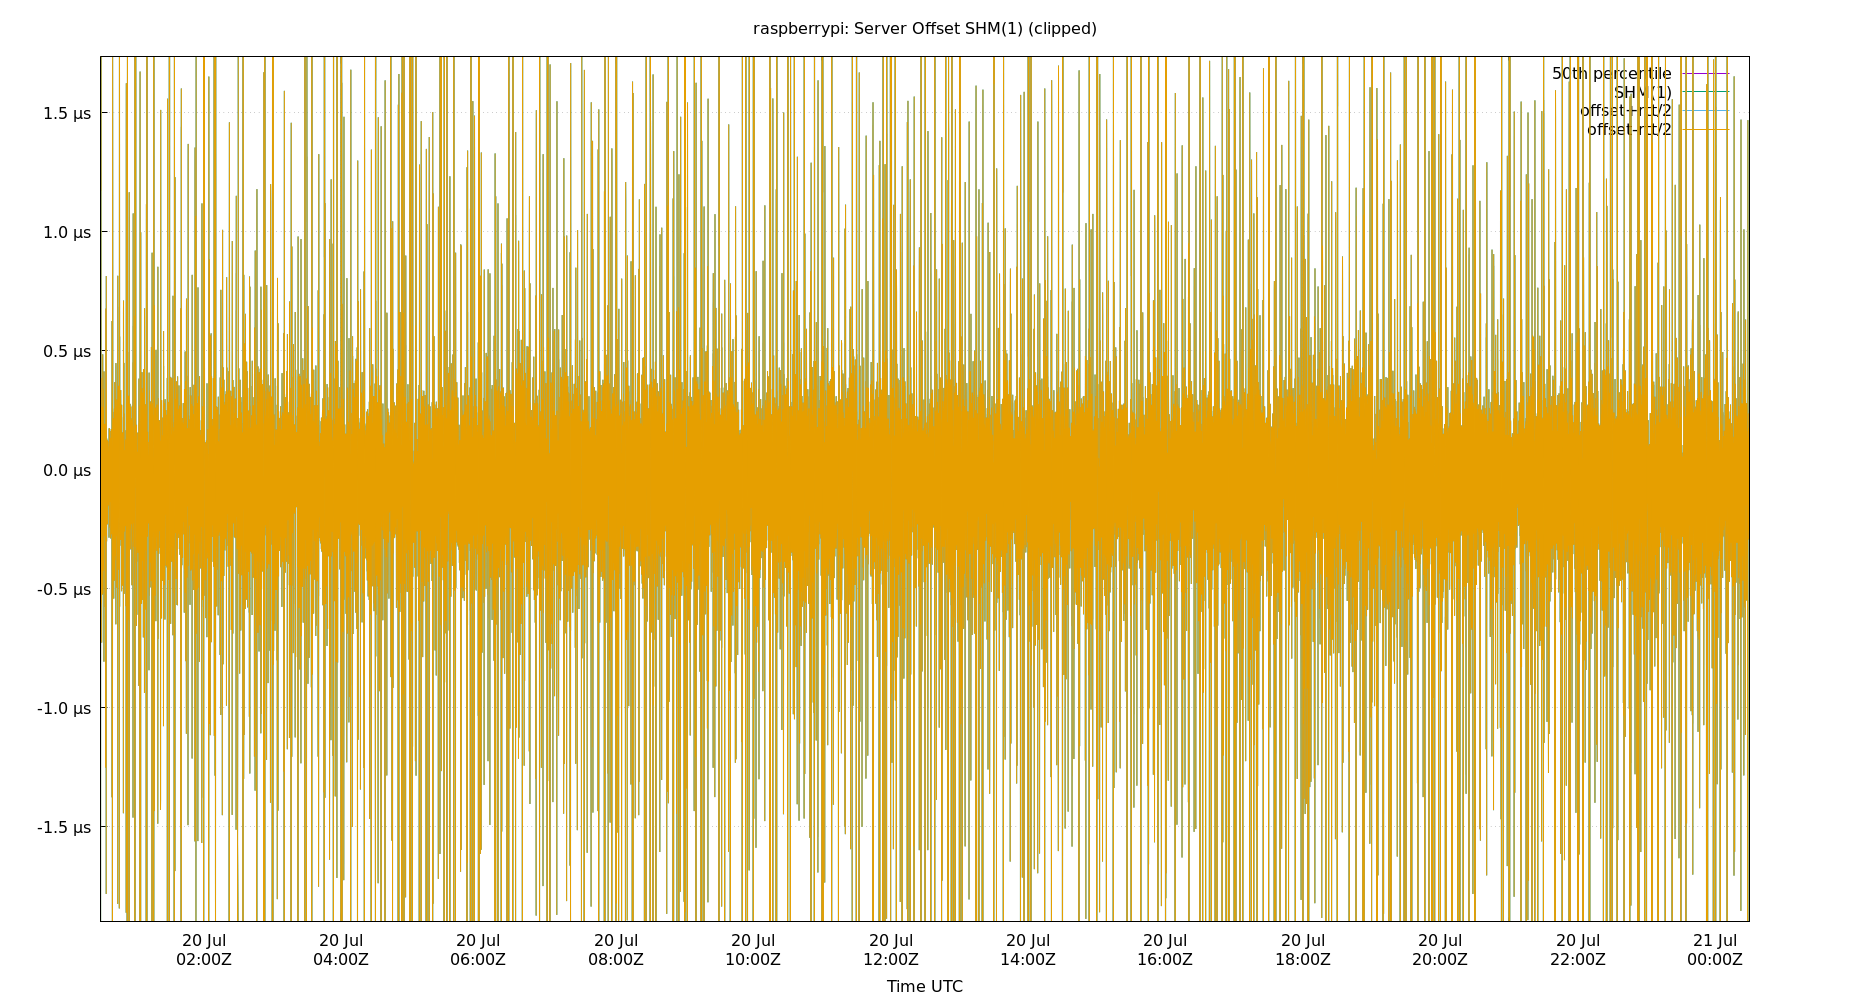 raspberrypi: Server Offset SHM(1) (clipped)
50th percentile
SHM(1)
offset+rtt/2
offset-rtt/2
1.5 µs
1.0 µs
0.5 µs
0.0 µs
-0.5 µs
-1.0 µs
-1.5 µs
20 Jul 20 Jul 20 Jul 20 Jul 20 Jul 20 Jul 20 Jul 20 Jul 20 Jul 20 Jul 20 Jul 21 Jul
02:00Z 04:00Z 06:00Z 08:00Z 10:00Z 12:00Z 14:00Z 16:00Z 18:00Z 20:00Z 22:00Z 00:00Z
Time UTC